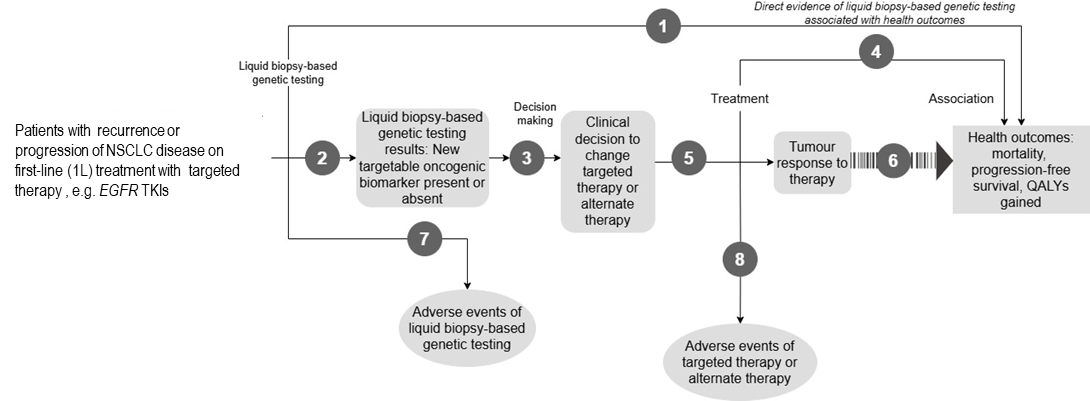 Direct evidence of liquid biopsy-based genetic testing
associated with health outcomes
1
4
Liquid biopsy-based
genetic testing
Treatment
Association
Patients with recurrence or
progression of NSCLC disease on
first-line (1L) treatment with targeted
therapy , e.g. EGFR TKIs
2
Liquid biopsy-based
genetic testing
results: New
targetable oncogenic
biomarker present or
absent
Decision
making
3
Clinical
decision to
change
targeted
therapy or
alternate
therapy
5
Tumour
response to
therapy
6
Health outcomes:
mortality,
progression-free
survival, QALYs
gained
7
8
Adverse events of
liquid biopsy-based
genetic testing
Adverse events of
targeted therapy or
alternate therapy